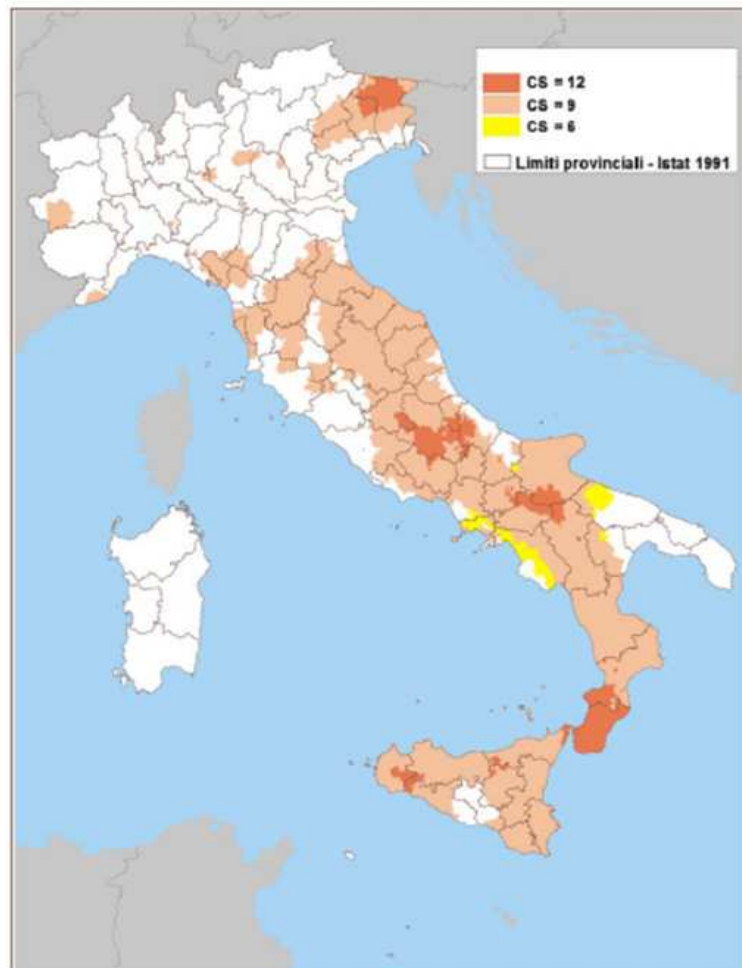 CS = 12
CS = 9
CS = 6
Limiti provinciali - Istat 1991